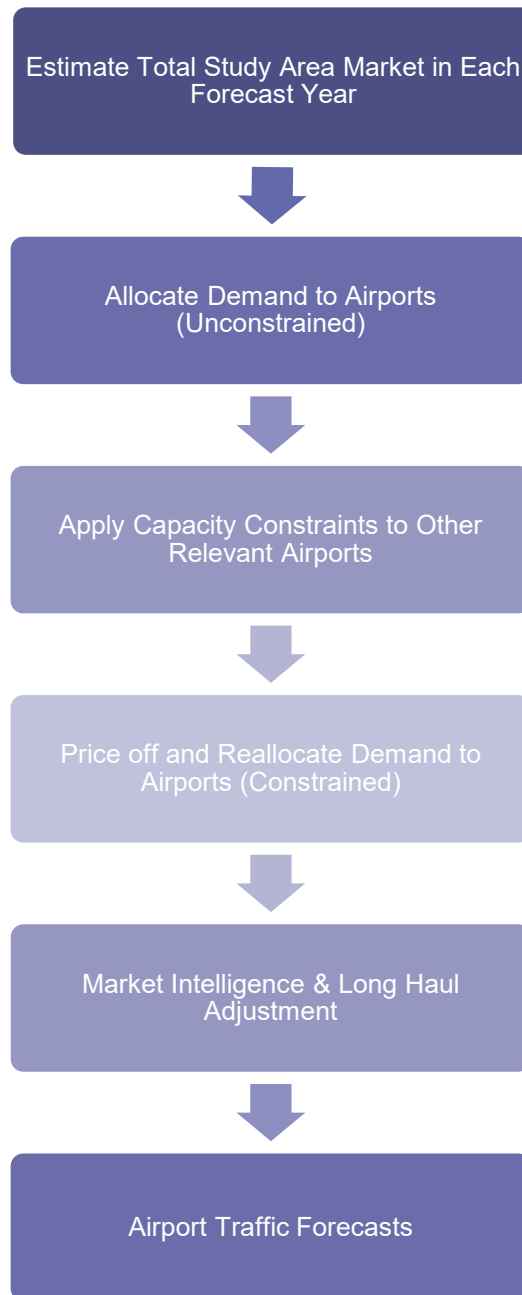 Estimate Total Study Area Market in Each
Forecast Year
Allocate Demand to Airports
(Unconstrained)
Apply Capacity Constraints to Other
Relevant Airports
Price off and Reallocate Demand to
Airports (Constrained)
Market Intelligence & Long Haul
Adjustment
Airport Traffic Forecasts